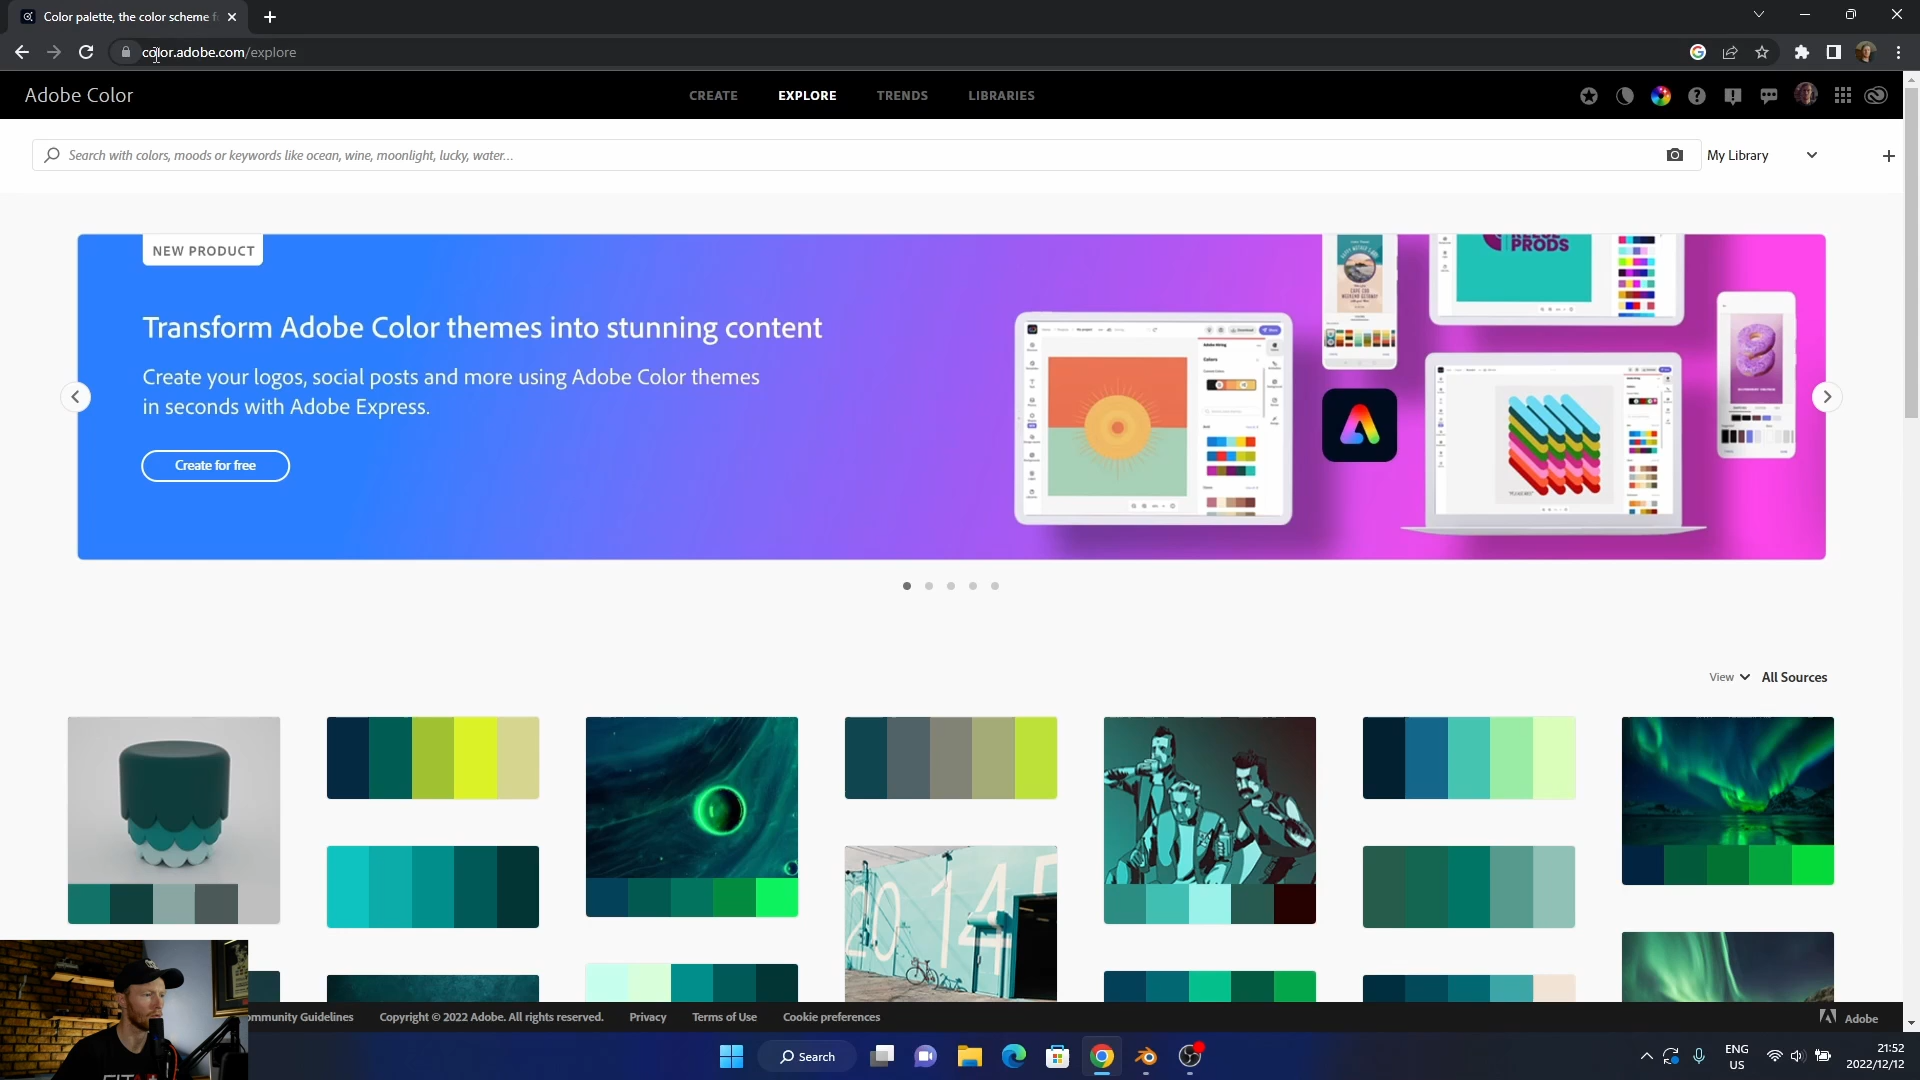 Color palette, the color scheme f
color.adobe.com/explore
Adobe Color
CREATE
EXPLORE
TRENDS
LIBRARIES
Search with colors, moods or keywords like ocean, wine, moonlight, lucky, water...
My Library
NEW PRODUCT
Transform Adobe Color themes into stunning content
Create your logos, social posts and more using Adobe Color themes
in seconds with Adobe Express.
Create for free
PRODS
View
All Sources
2014
ommunity Guidelines
Copyright © 2022 Adobe. All rights reserved.
Privacy
Terms of Use
Cookie preferences
Adobe
Search
ENG
US
21:52
2022/12/12